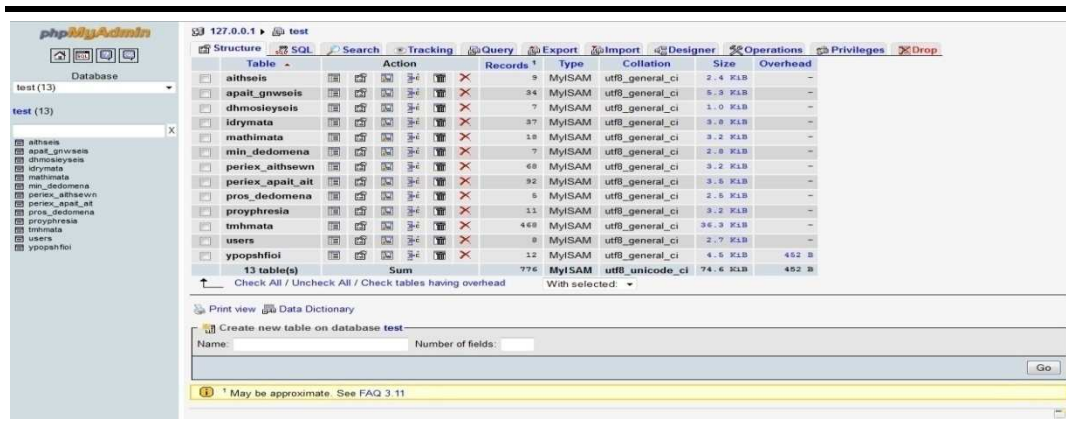 phpMyAdmin
Database
test (13)
test (13)
X
aithseis
apait_gnwseis
dhmosieyseis
idrymata
mathimata
min_dedomena
periex_aithsewn
periex_apait_ait
pros_dedomena
proyphresia
tmhmata
users
ypopshfioi
127.0.0.1 ▸ test
Structure SQL Search Tracking Query Export Import Designer Operations Privileges Drop
Table Action Records 1 Type Collation Size Overhead
aithseis 9 MyISAM utf8_general_ci 2.4 KiB -
apait_gnwseis 34 MyISAM utf8_general_ci 5.3 KiB -
dhmosieyseis 7 MyISAM utf8_general_ci 1.0 KiB -
idrymata 37 MyISAM utf8_general_ci 3.8 KiB -
mathimata 18 MyISAM utf8_general_ci 3.2 KiB -
min_dedomena 7 MyISAM utf8_general_ci 2.8 KiB -
periex_aithsewn 68 MyISAM utf8_general_ci 3.2 KiB -
periex_apait_ait 92 MyISAM utf8_general_ci 3.5 KiB -
pros_dedomena MyISAM utf8_general_ci KiB -
proyphresia 11 MyISAM utf8_general_ci 3.2 KiB -
tmhmata 468 MyISAM utf8_general_ci 36.3 KiB -
users 8 MyISAM utf8_general_ci 2.7 KiB -
ypopshfioi 12 MyISAM utf8_general_ci KiB 452 B
13 table(s) Sum 776 MyISAM utf8_unicode_ci 74.6 KiB 452 B
Check All / Uncheck All / Check tables having overhead With selected:
Print view Data Dictionary
Create new table on database test
Name: Number of fields:
Go
1 May be approximate. See FAQ 3.11